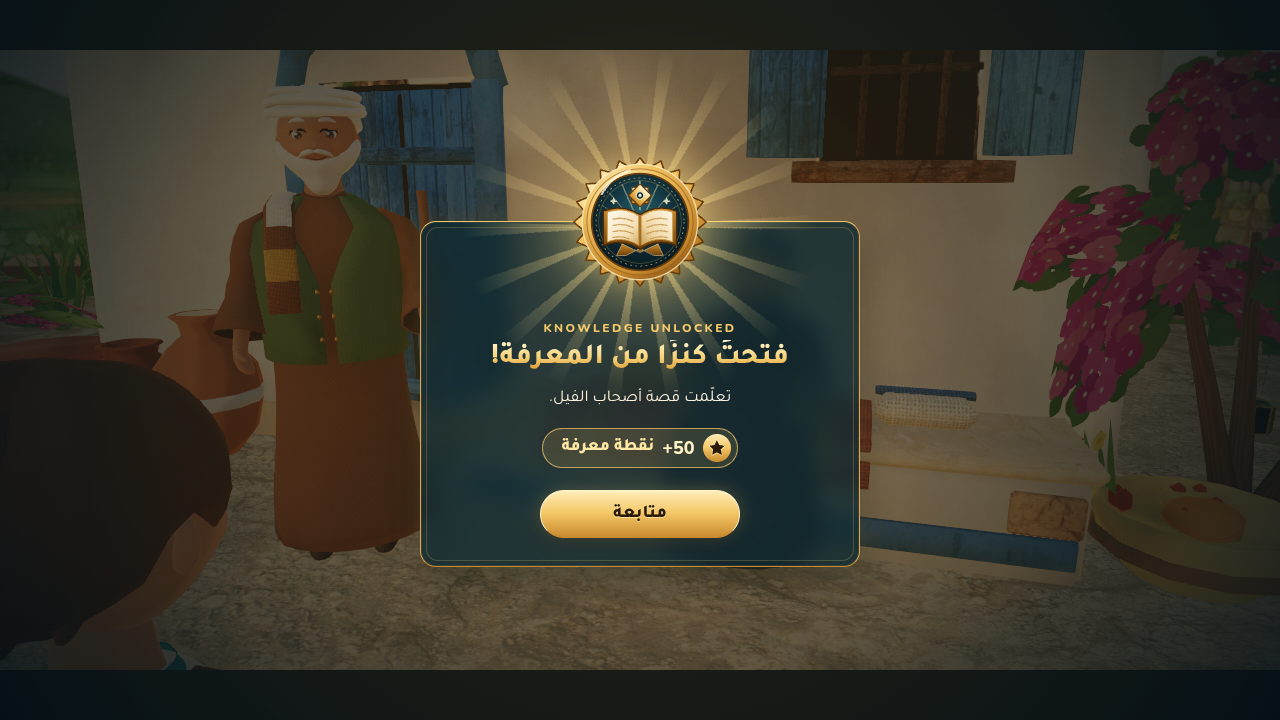 KNOWLEDGE UNLOCKED
فتحتَ كنزًا من المعرفة!
تعلّمت قصة أصحاب الفيل.
+50 نقطة معرفة
متابعة